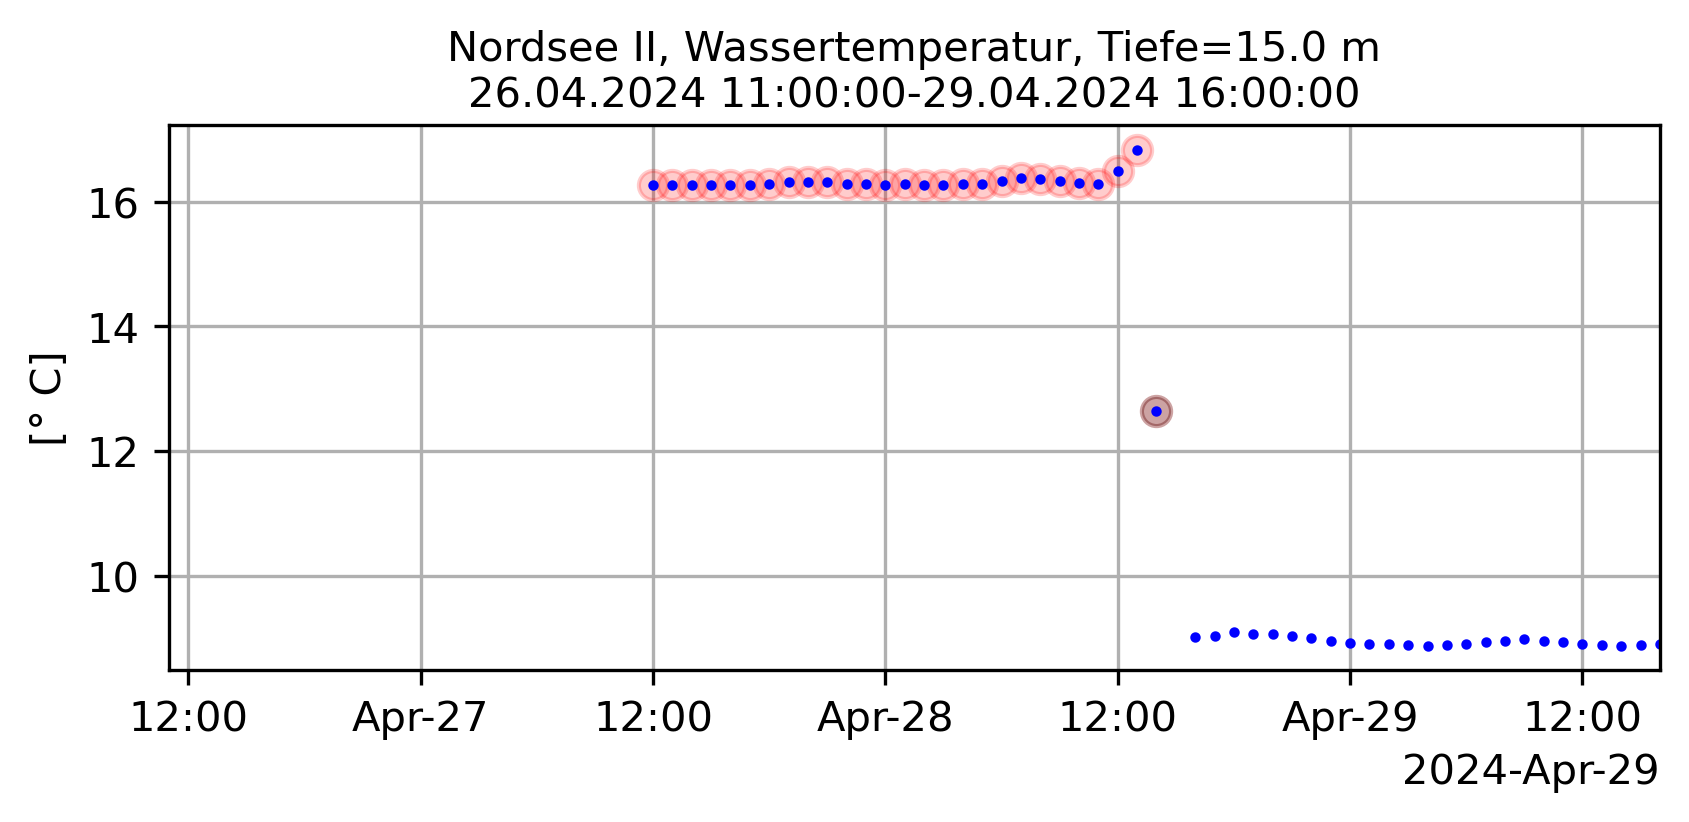 Nordsee II, Wassertemperatur, Tiefe=15.0 m
26.04.2024 11:00:00-29.04.2024 16:00:00
[° C]
16
14
12
10
12:00 Apr-27 12:00 Apr-28 12:00 Apr-29 12:00
2024-Apr-29